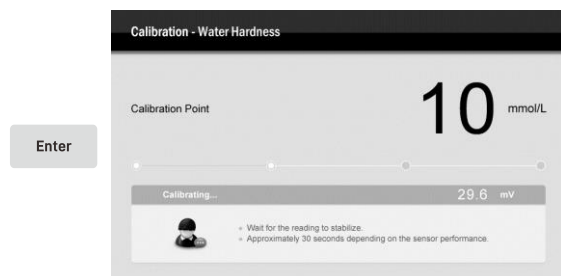 Calibration - Water Hardness
Calibration Point
10 mmol/L
Enter
Calibrating...
29.6 mV
Wait for the reading to stabilize.
Approximately 30 seconds depending on the sensor performance.